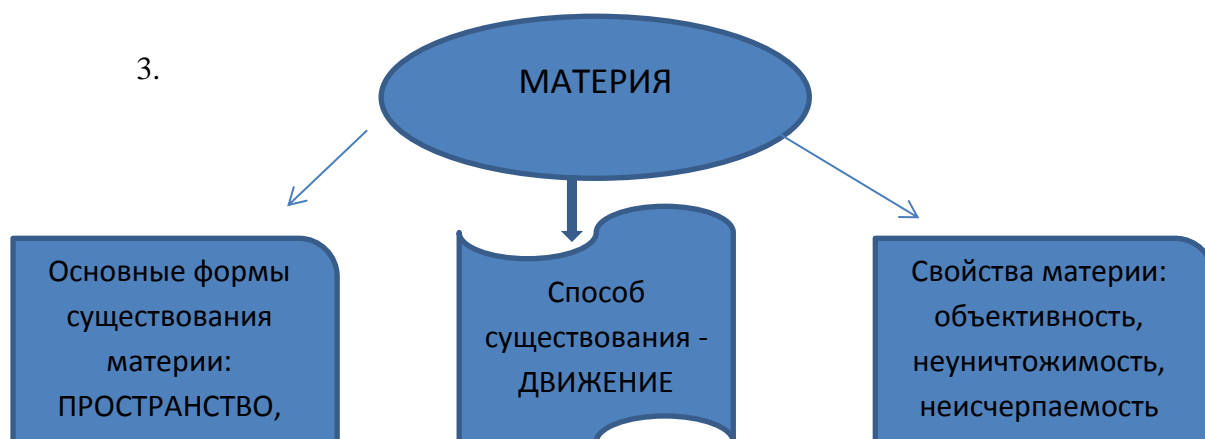 3.
МАТЕРИЯ
Основные формы
существования
материи:
ПРОСТРАНСТВО,
Способ
существования -
ДВИЖЕНИЕ
Свойства материи:
объективность,
неуничтожимость,
неисчерпаемость